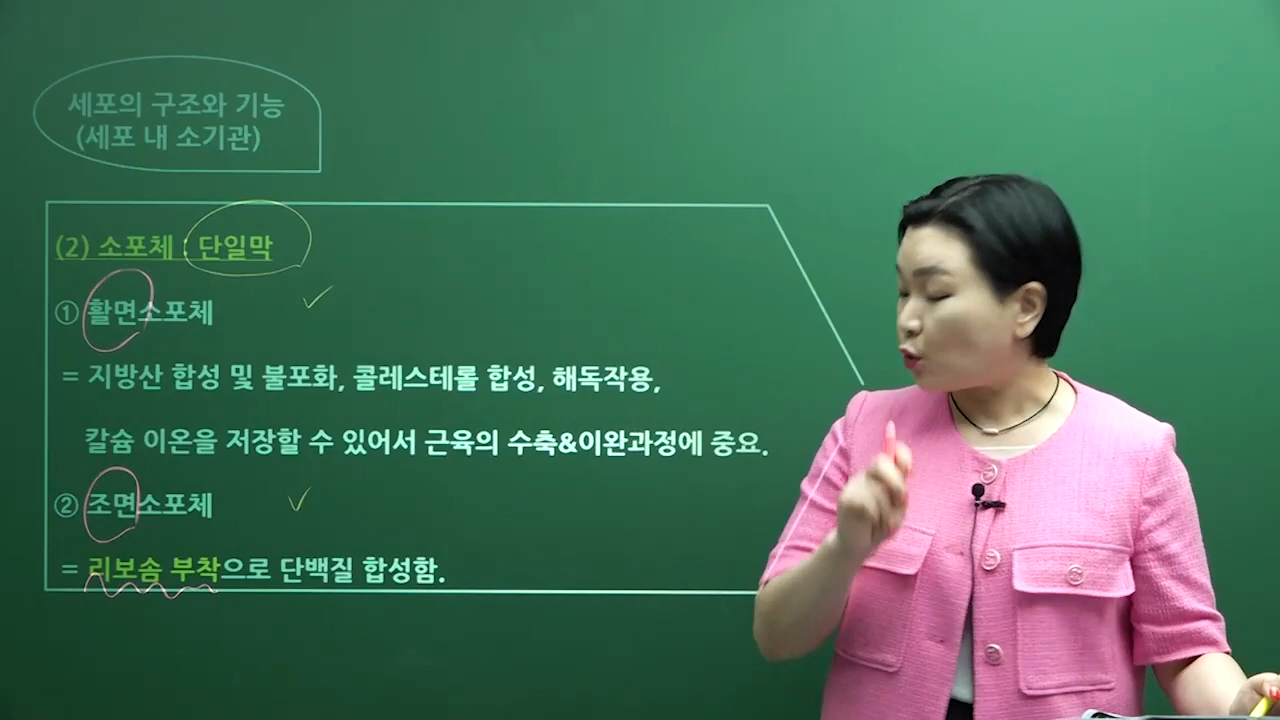 세포의 구조와 기능
(세포 내 소기관)
(2) 소포체 : 단일막
① 활면소포체
= 지방산 합성 및 불포화, 콜레스테롤 합성, 해독작용,
칼슘 이온을 저장할 수 있어서 근육의 수축&이완과정에 중요.
② 조면소포체
= 리보솜 부착으로 단백질 합성함.